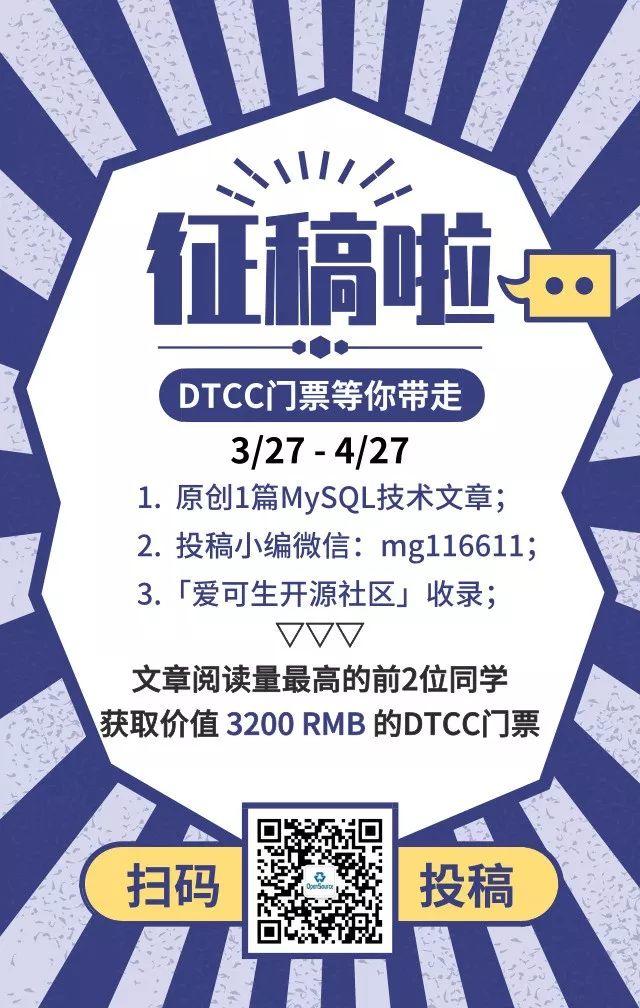 征稿啦
DTCC门票等你带走
3/27 - 4/27
1. 原创1篇MySQL技术文章；
2. 投稿小编微信：mg116611；
3.「爱可生开源社区」收录；
文章阅读量最高的前2位同学
获取价值 3200 RMB 的DTCC门票
扫码
OpenSource
投稿